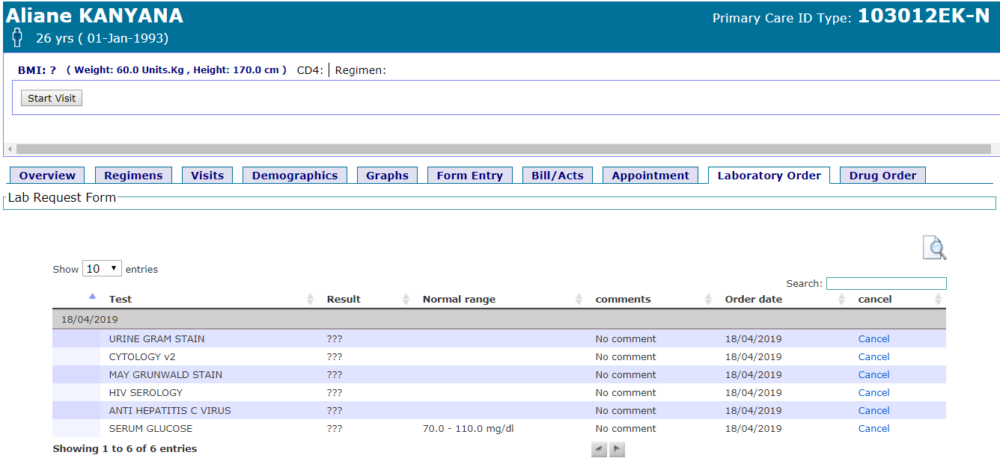 Aliane KANYANA
Primary Care ID Type: 103012EK-N
26 yrs ( 01-Jan-1993)
BMI: ? ( Weight: 60.0 Units.Kg , Height: 170.0 cm ) CD4: | Regimen:
Start Visit
Overview Regimens Visits Demographics Graphs Form Entry Bill/Acts Appointment Laboratory Order Drug Order
Lab Request Form
Show 10 entries
Search:
Test Result Normal range comments Order date cancel
18/04/2019
URINE GRAM STAIN ??? No comment 18/04/2019 Cancel
CYTOLOGY v2 ??? No comment 18/04/2019 Cancel
MAY GRUNWALD STAIN ??? No comment 18/04/2019 Cancel
HIV SEROLOGY ??? No comment 18/04/2019 Cancel
ANTI HEPATITIS C VIRUS ??? No comment 18/04/2019 Cancel
SERUM GLUCOSE ??? 70.0 - 110.0 mg/dl No comment 18/04/2019 Cancel
Showing 1 to 6 of 6 entries